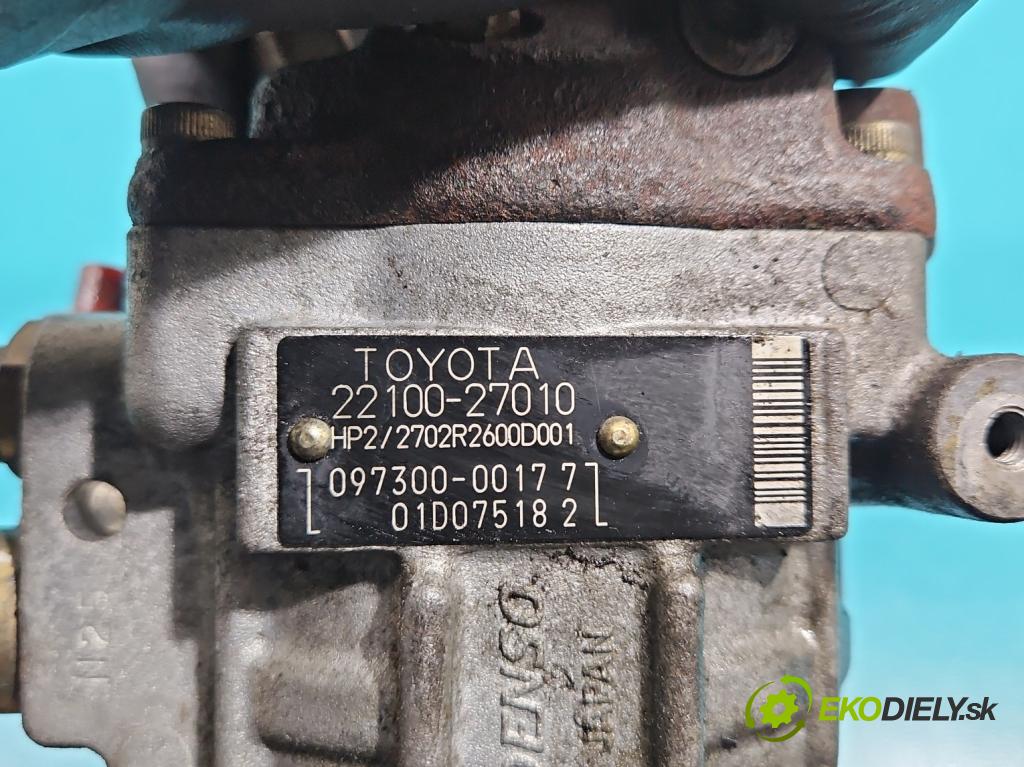 TOYOTA
22100-27010
HP2/2702R2600D001
097300-0017 7
01D07518 2
DENSO
JAPAN
EKODIELY.sk